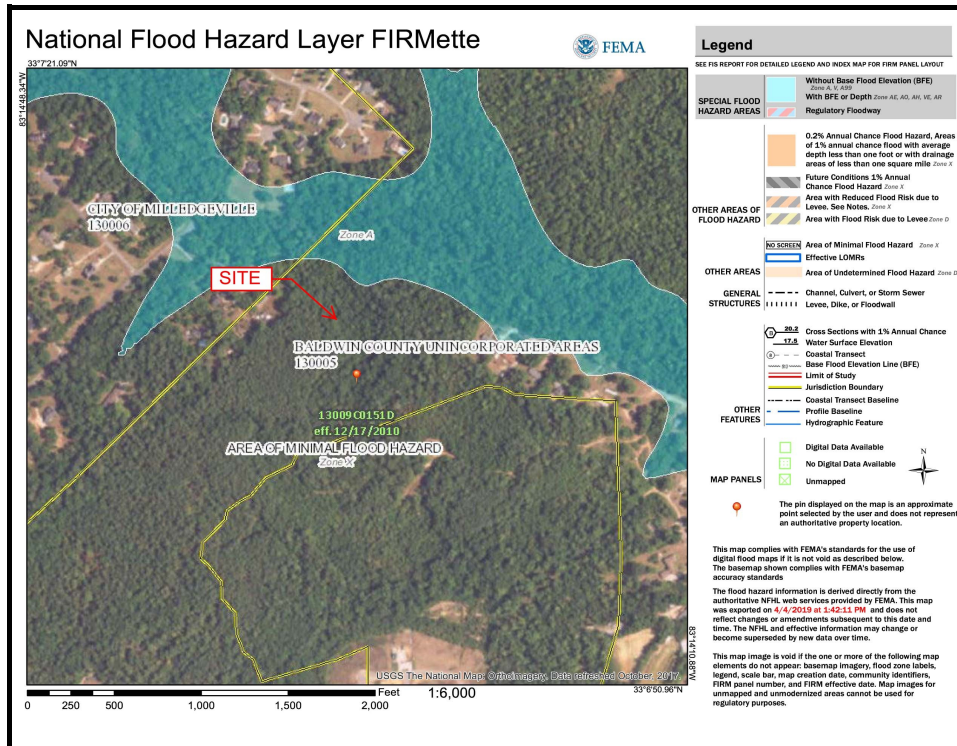 National Flood Hazard Layer FIRMette
FEMA
33°7'21.09"N
83°14'48.34"W
CITY OF MILLEDGEVILLE
130006
Zone A
SITE
BALDWIN COUNTY UNINCORPORATED AREAS
130005
13009C0151D
eff. 12/17/2010
AREA OF MINIMAL FLOOD HAZARD
Zone X
USGS The National Map: Orthoimagery. Data refreshed October, 2017.
83°14'10.88"W
33°6'50.96"N
0 250 500 1,000 1,500 2,000
Feet
1:6,000
Legend
SEE FIS REPORT FOR DETAILED LEGEND AND INDEX MAP FOR FIRM PANEL LAYOUT
SPECIAL FLOOD
HAZARD AREAS
Without Base Flood Elevation (BFE)
Zone A, V, A99
With BFE or Depth Zone AE, AO, AH, VE, AR
Regulatory Floodway
OTHER AREAS OF
FLOOD HAZARD
0.2% Annual Chance Flood Hazard, Areas
of 1% annual chance flood with average
depth less than one foot or with drainage
areas of less than one square mile Zone X
Future Conditions 1% Annual
Chance Flood Hazard Zone X
Area with Reduced Flood Risk due to
Levee. See Notes. Zone X
Area with Flood Risk due to Levee Zone D
OTHER AREAS
NO SCREEN Area of Minimal Flood Hazard Zone X
Effective LOMRs
Area of Undetermined Flood Hazard Zone D
GENERAL
STRUCTURES
Channel, Culvert, or Storm Sewer
Levee, Dike, or Floodwall
OTHER
FEATURES
20.2 Cross Sections with 1% Annual Chance
17.5 Water Surface Elevation
Coastal Transect
Base Flood Elevation Line (BFE)
Limit of Study
Jurisdiction Boundary
Coastal Transect Baseline
Profile Baseline
Hydrographic Feature
MAP PANELS
Digital Data Available
No Digital Data Available
Unmapped
N
The pin displayed on the map is an approximate
point selected by the user and does not represent
an authoritative property location.
This map complies with FEMA's standards for the use of
digital flood maps if it is not void as described below.
The basemap shown complies with FEMA's basemap
accuracy standards
The flood hazard information is derived directly from the
authoritative NFHL web services provided by FEMA. This map
was exported on 4/4/2019 at 1:42:11 PM and does not
reflect changes or amendments subsequent to this date and
time. The NFHL and effective information may change or
become superseded by new data over time.
This map image is void if the one or more of the following map
elements do not appear: basemap imagery, flood zone labels,
legend, scale bar, map creation date, community identifiers,
FIRM panel number, and FIRM effective date. Map images for
unmapped and unmodernized areas cannot be used for
regulatory purposes.